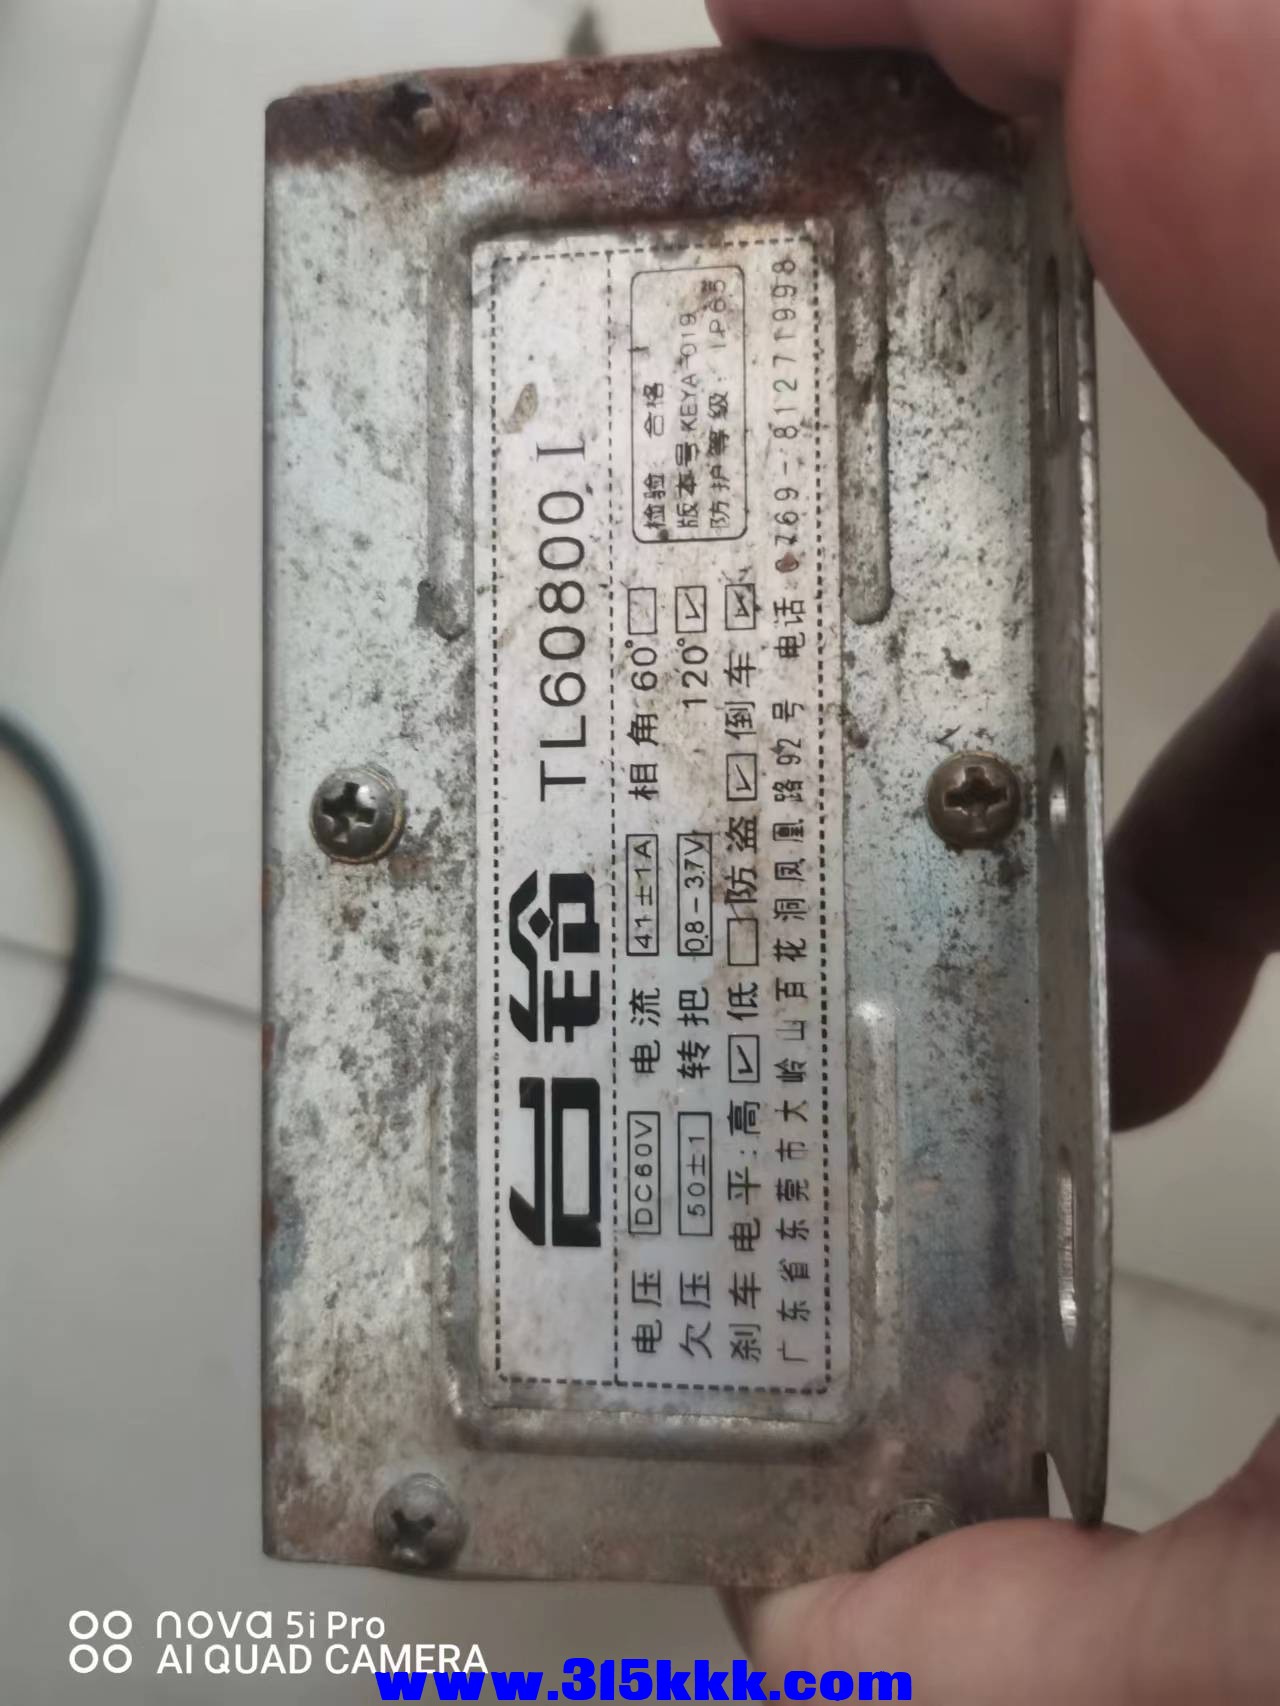 台铃 TL60800 I
电压 DC60V 电流 41±1A 相角 60°
欠压 50±1 转把 0.8-3.7V 120°☑
刹车电平:高☑低☐防盗☑倒车☑
广东省东莞市大岭山百花洞凤凰路92号 电话:0769-81271998
检验 合格
版本号KEYA-019
防护等级:IP65
nova 5i Pro
AI QUAD CAMERA
www.315kkk.com